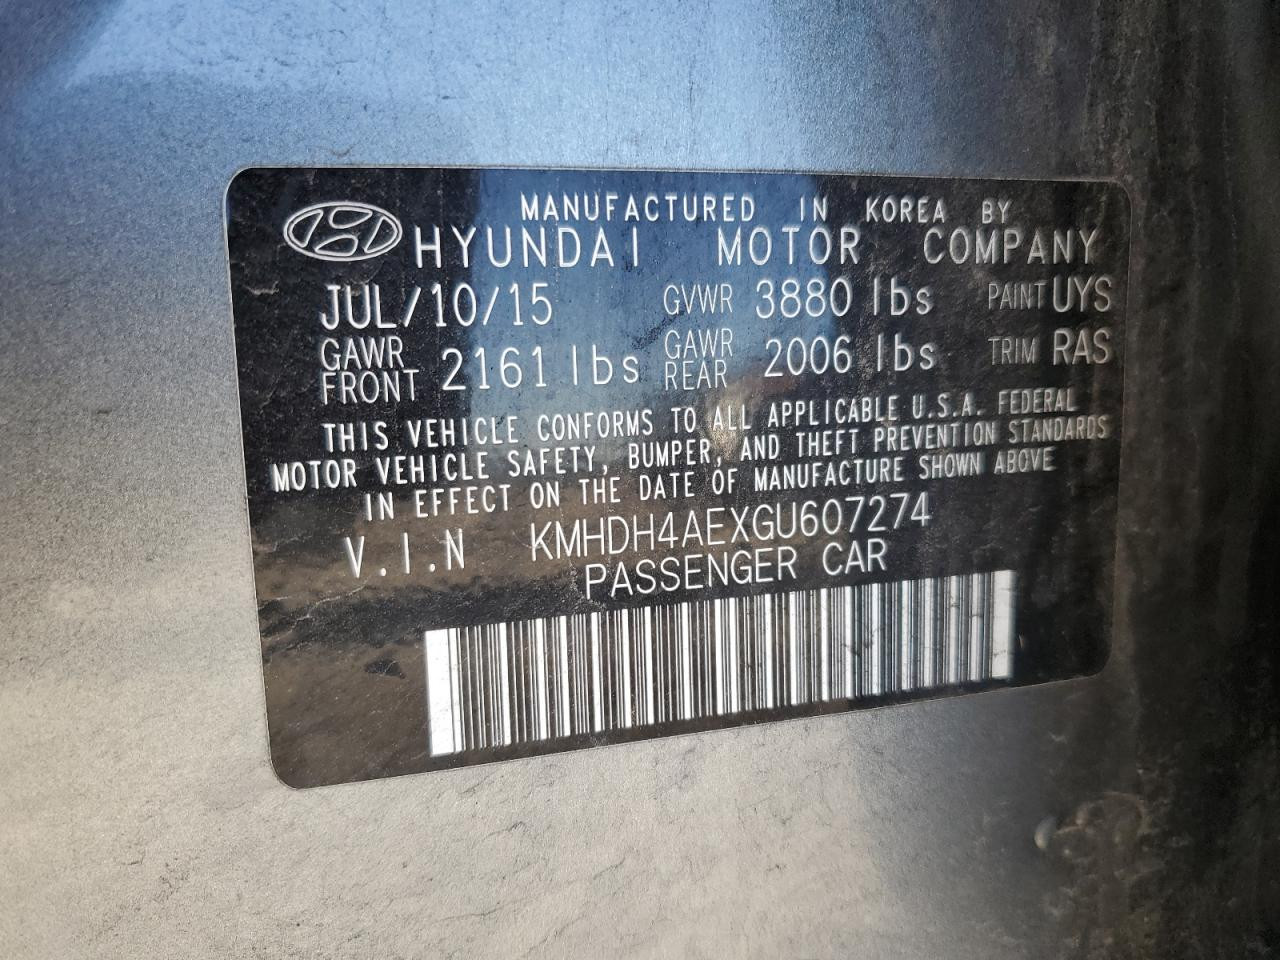 MANUFACTURED IN KOREA BY
HYUNDAI MOTOR COMPANY
JUL/10/15 GVWR 3880 lbs PAINT UYS
GAWR FRONT 2161 lbs GAWR REAR 2006 lbs TRIM RAS
THIS VEHICLE CONFORMS TO ALL APPLICABLE U.S.A. FEDERAL
MOTOR VEHICLE SAFETY, BUMPER, AND THEFT PREVENTION STANDARDS
IN EFFECT ON THE DATE OF MANUFACTURE SHOWN ABOVE
V.I.N KMHDH4AEXGU607274
PASSENGER CAR